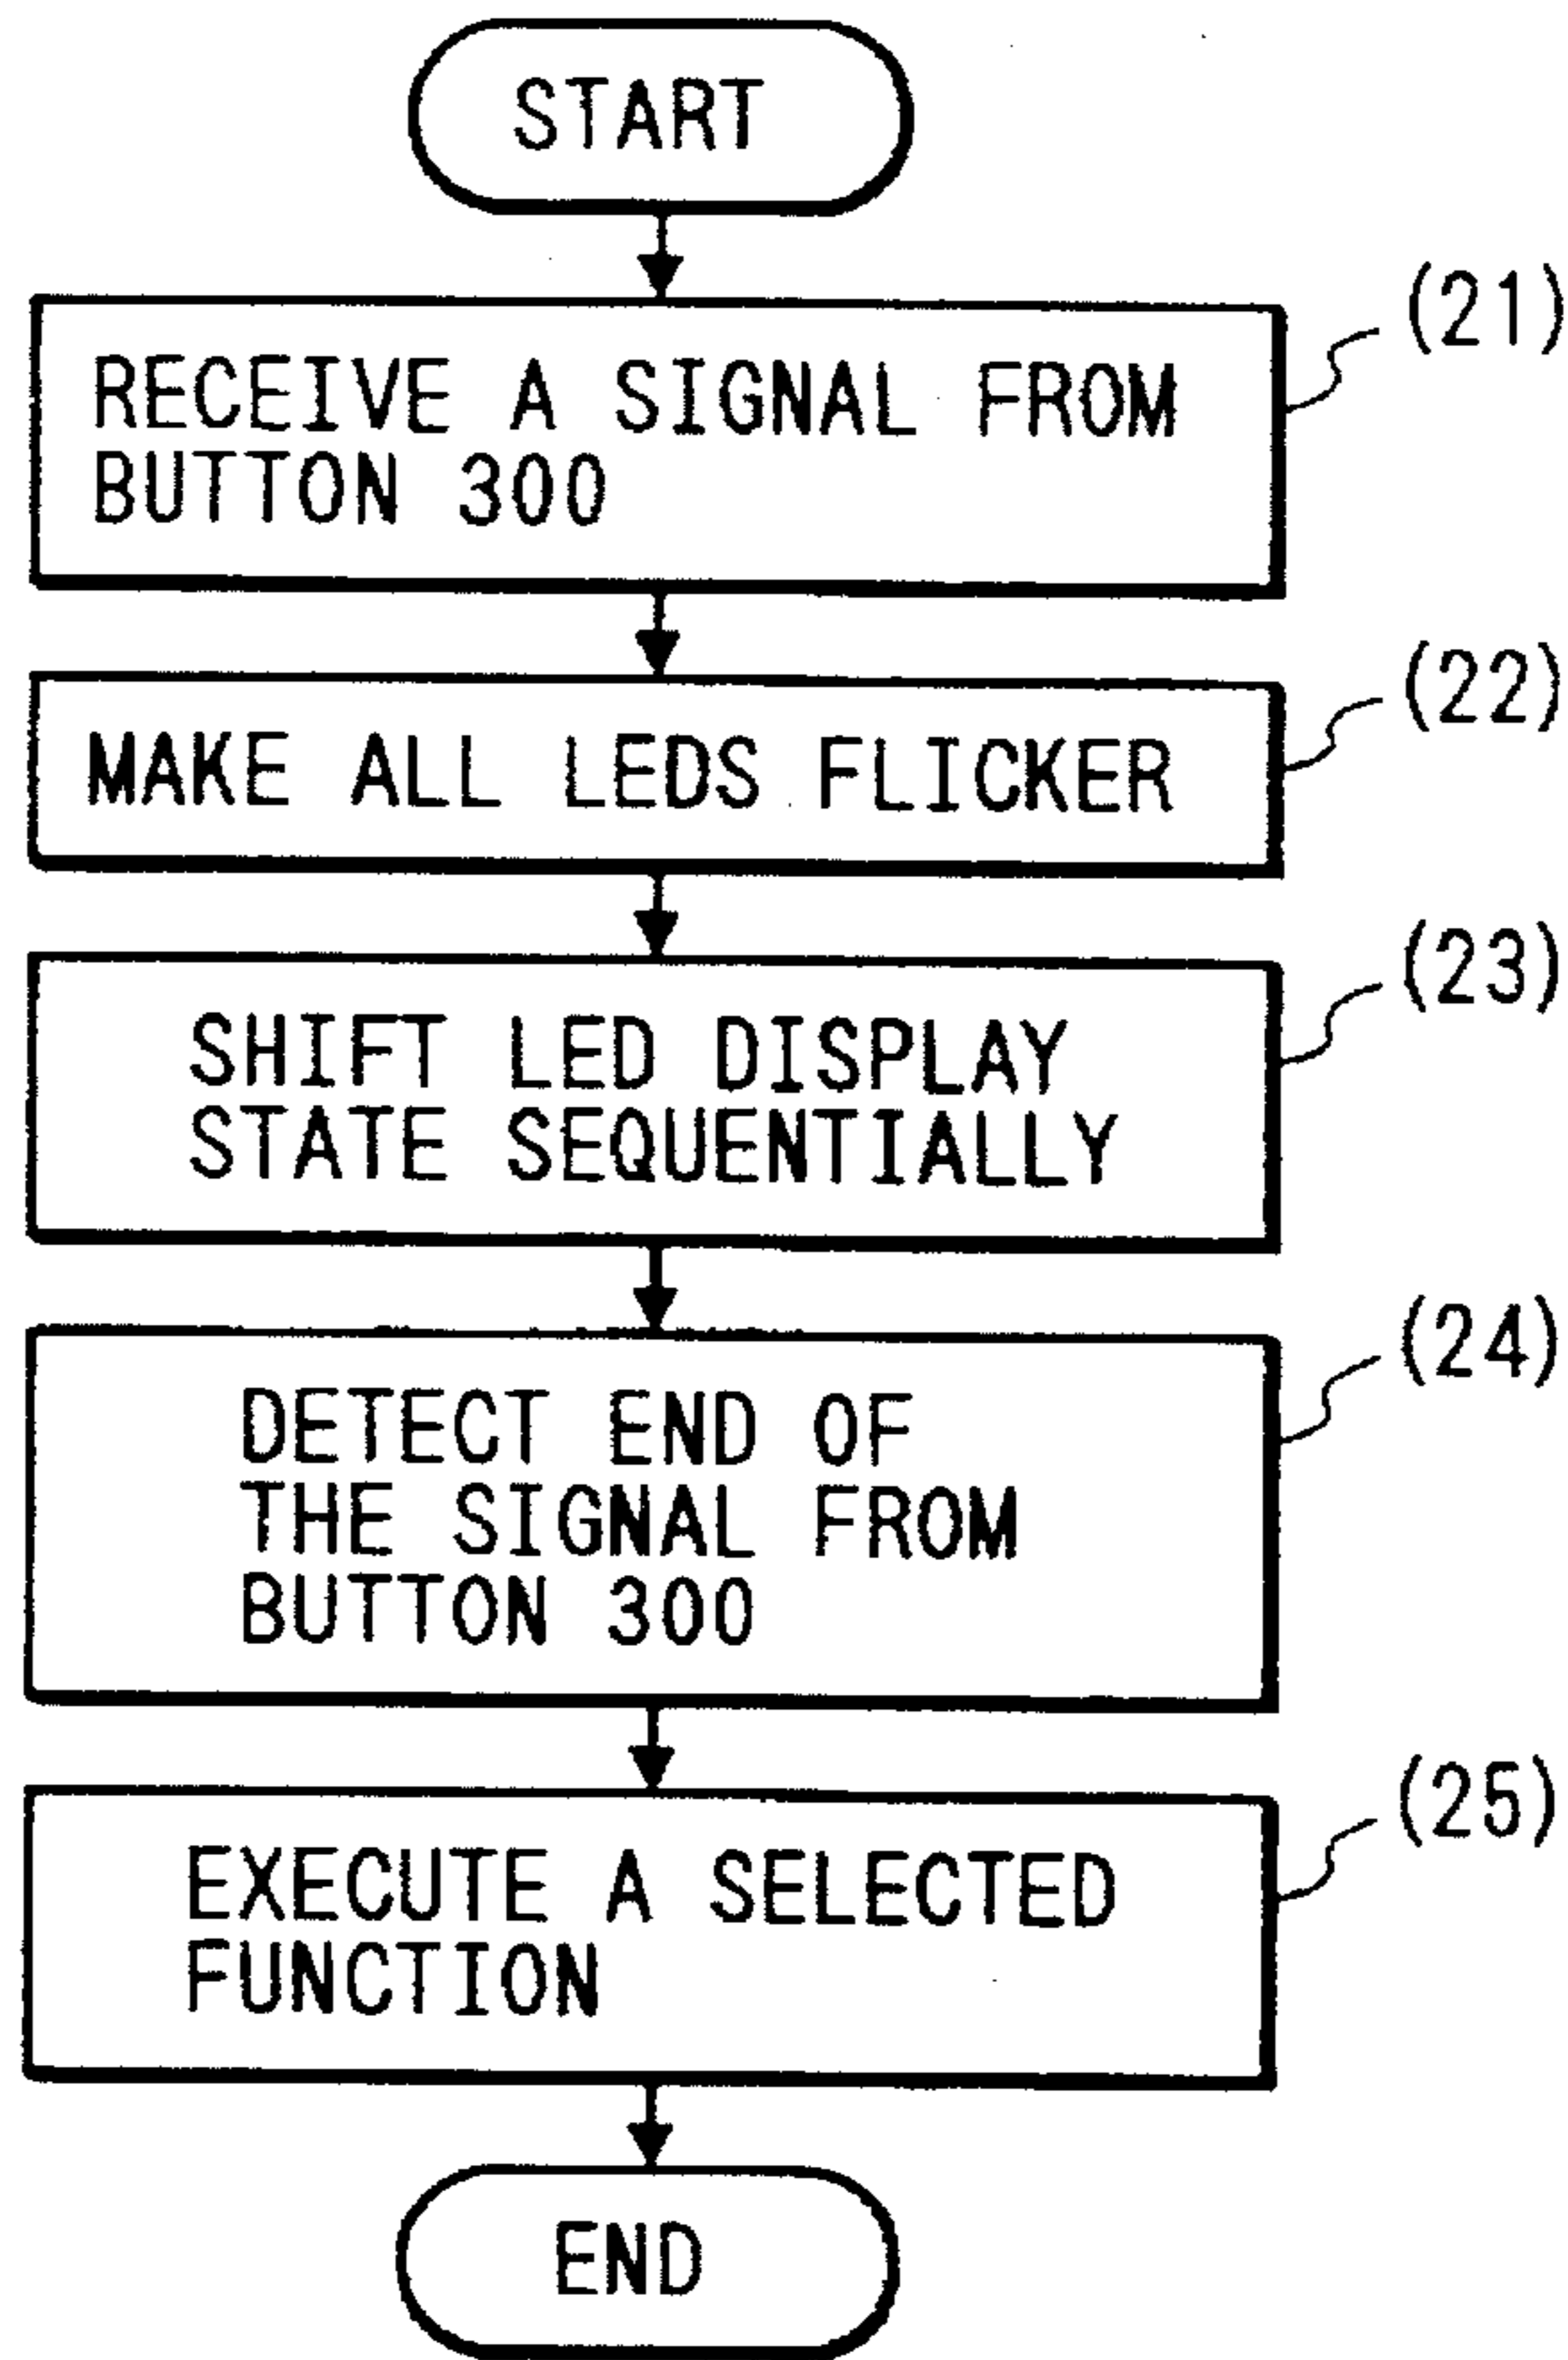 START
(21)
RECEIVE A SIGNAL FROM
BUTTON 300
(22)
MAKE ALL LEDS FLICKER
(23)
SHIFT LED DISPLAY
STATE SEQUENTIALLY
(24)
DETECT END OF
THE SIGNAL FROM
BUTTON 300
(25)
EXECUTE A SELECTED
FUNCTION
END